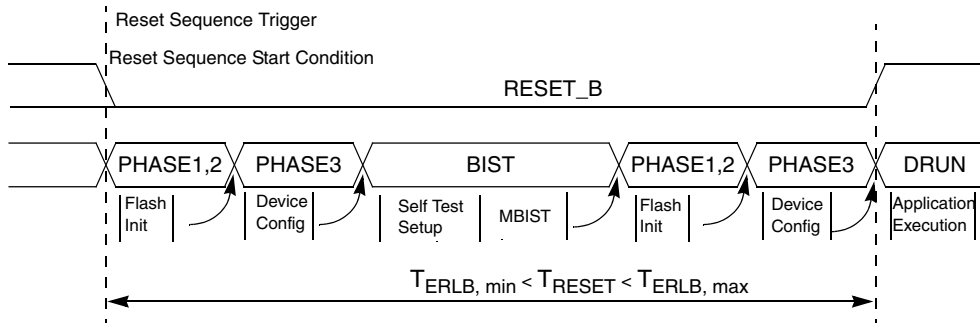 Reset Sequence Trigger
Reset Sequence Start Condition
RESET_B
PHASE1,2 PHASE3 BIST PHASE1,2 PHASE3 DRUN
Flash Init
Device Config
Self Test Setup
MBIST
Flash Init
Device Config
Application Execution
TERLB, min < TRESET < TERLB, max